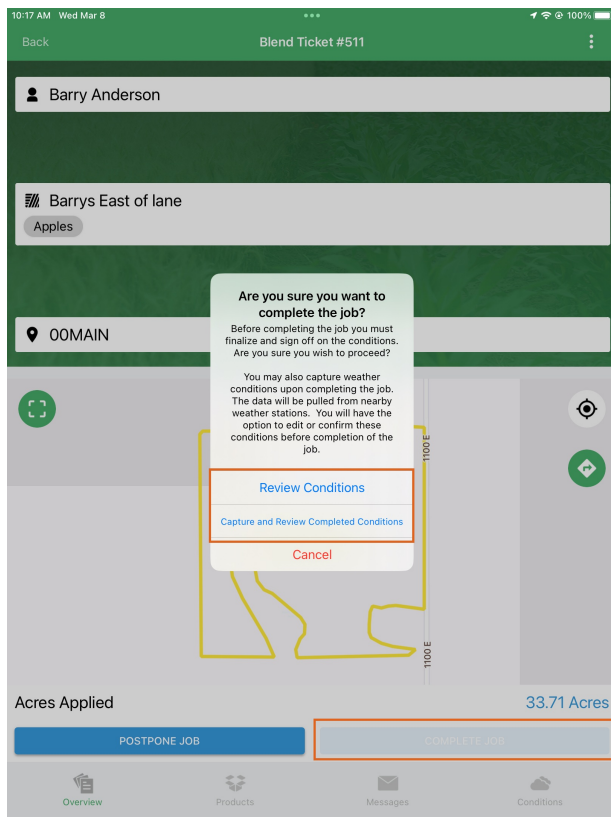 10:17 AM Wed Mar 8
100%
Back
Blend Ticket #511
Barry Anderson
Barrys East of lane
Apples
00MAIN
Are you sure you want to
complete the job?
Before completing the job you must
finalize and sign off on the conditions.
Are you sure you wish to proceed?
You may also capture weather
conditions upon completing the job.
The data will be pulled from nearby
weather stations. You will have the
option to edit or confirm these
conditions before completion of the
job.
Review Conditions
Capture and Review Completed Conditions
Cancel
1100 E
1100 E
Acres Applied
33.71 Acres
POSTPONE JOB
COMPLETE JOB
Overview
Products
Messages
Conditions